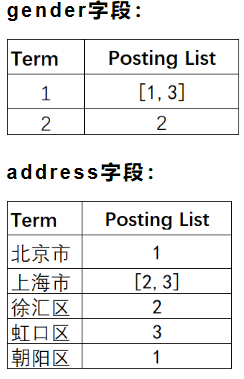 gender字段：
Term Posting List
1 [1,3]
2 2
address字段：
Term Posting List
北京市 1
上海市 [2,3]
徐汇区 2
虹口区 3
朝阳区 1